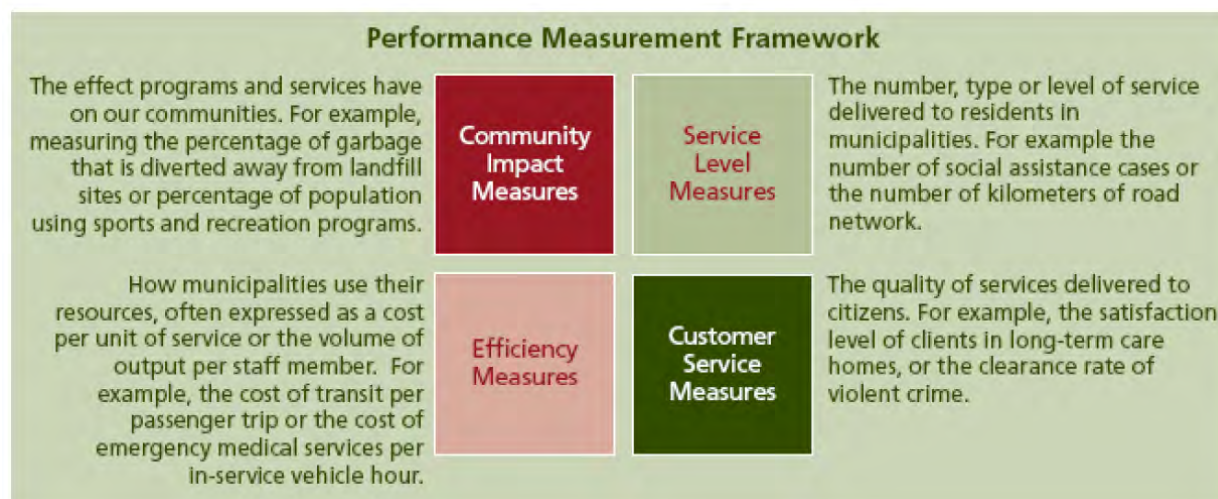 Performance Measurement Framework
The effect programs and services have
on our communities. For example,
measuring the percentage of garbage
that is diverted away from landfill
sites or percentage of population
using sports and recreation programs.
Community
Impact
Measures
Service
Level
Measures
The number, type or level of service
delivered to residents in
municipalities. For example the
number of social assistance cases or
the number of kilometers of road
network.
How municipalities use their
resources, often expressed as a cost
per unit of service or the volume of
output per staff member. For
example, the cost of transit per
passenger trip or the cost of
emergency medical services per
in-service vehicle hour.
Efficiency
Measures
Customer
Service
Measures
The quality of services delivered to
citizens. For example, the satisfaction
level of clients in long-term care
homes, or the clearance rate of
violent crime.